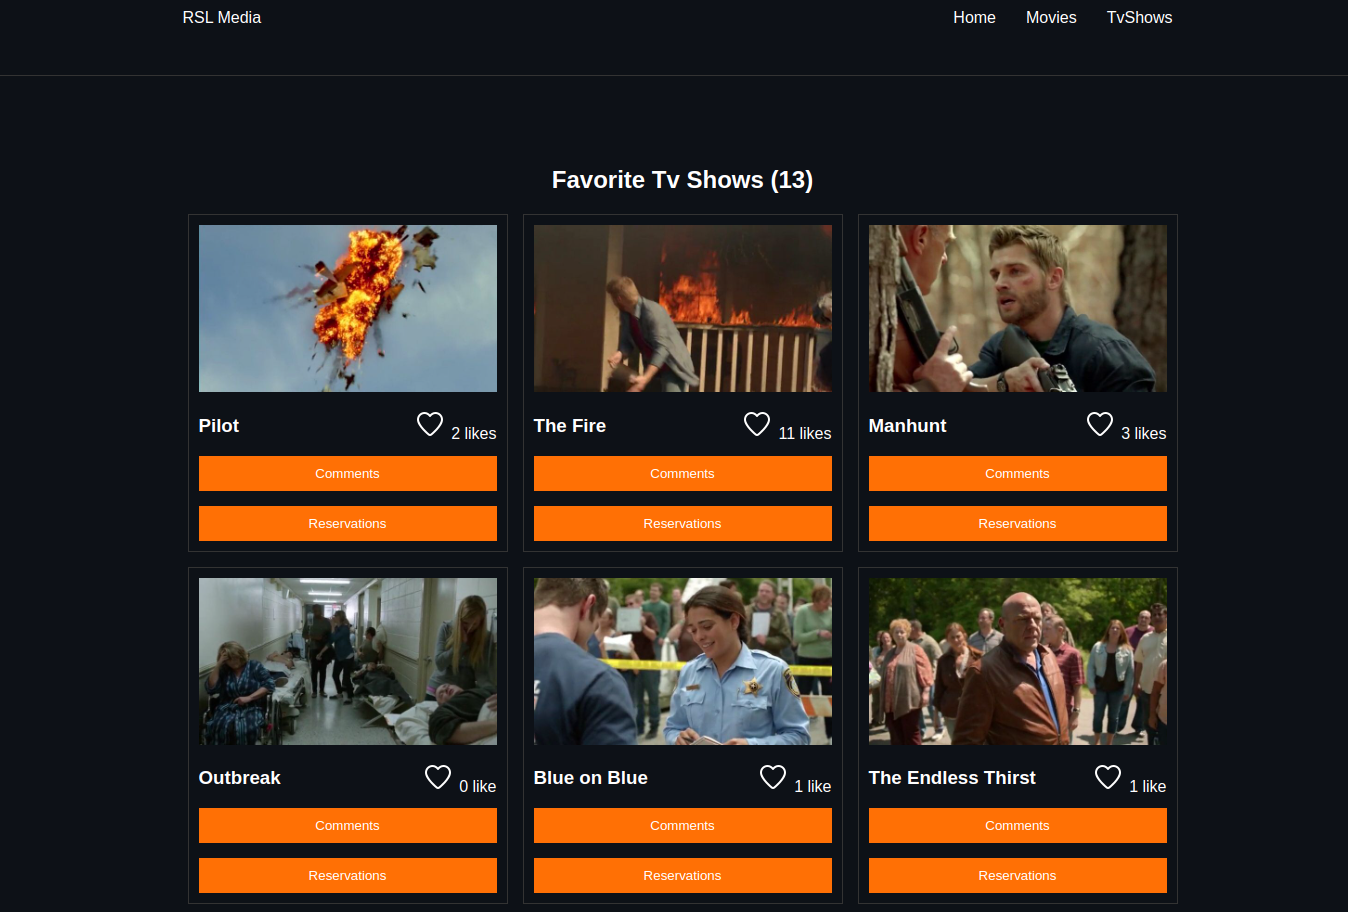 RSL Media
Home Movies TvShows
Favorite Tv Shows (13)
Pilot 2 likes
The Fire 11 likes
Manhunt 3 likes
Comments Comments Comments
Reservations Reservations Reservations
Outbreak 0 like
Blue on Blue 1 like
The Endless Thirst 1 like
Comments Comments Comments
Reservations Reservations Reservations